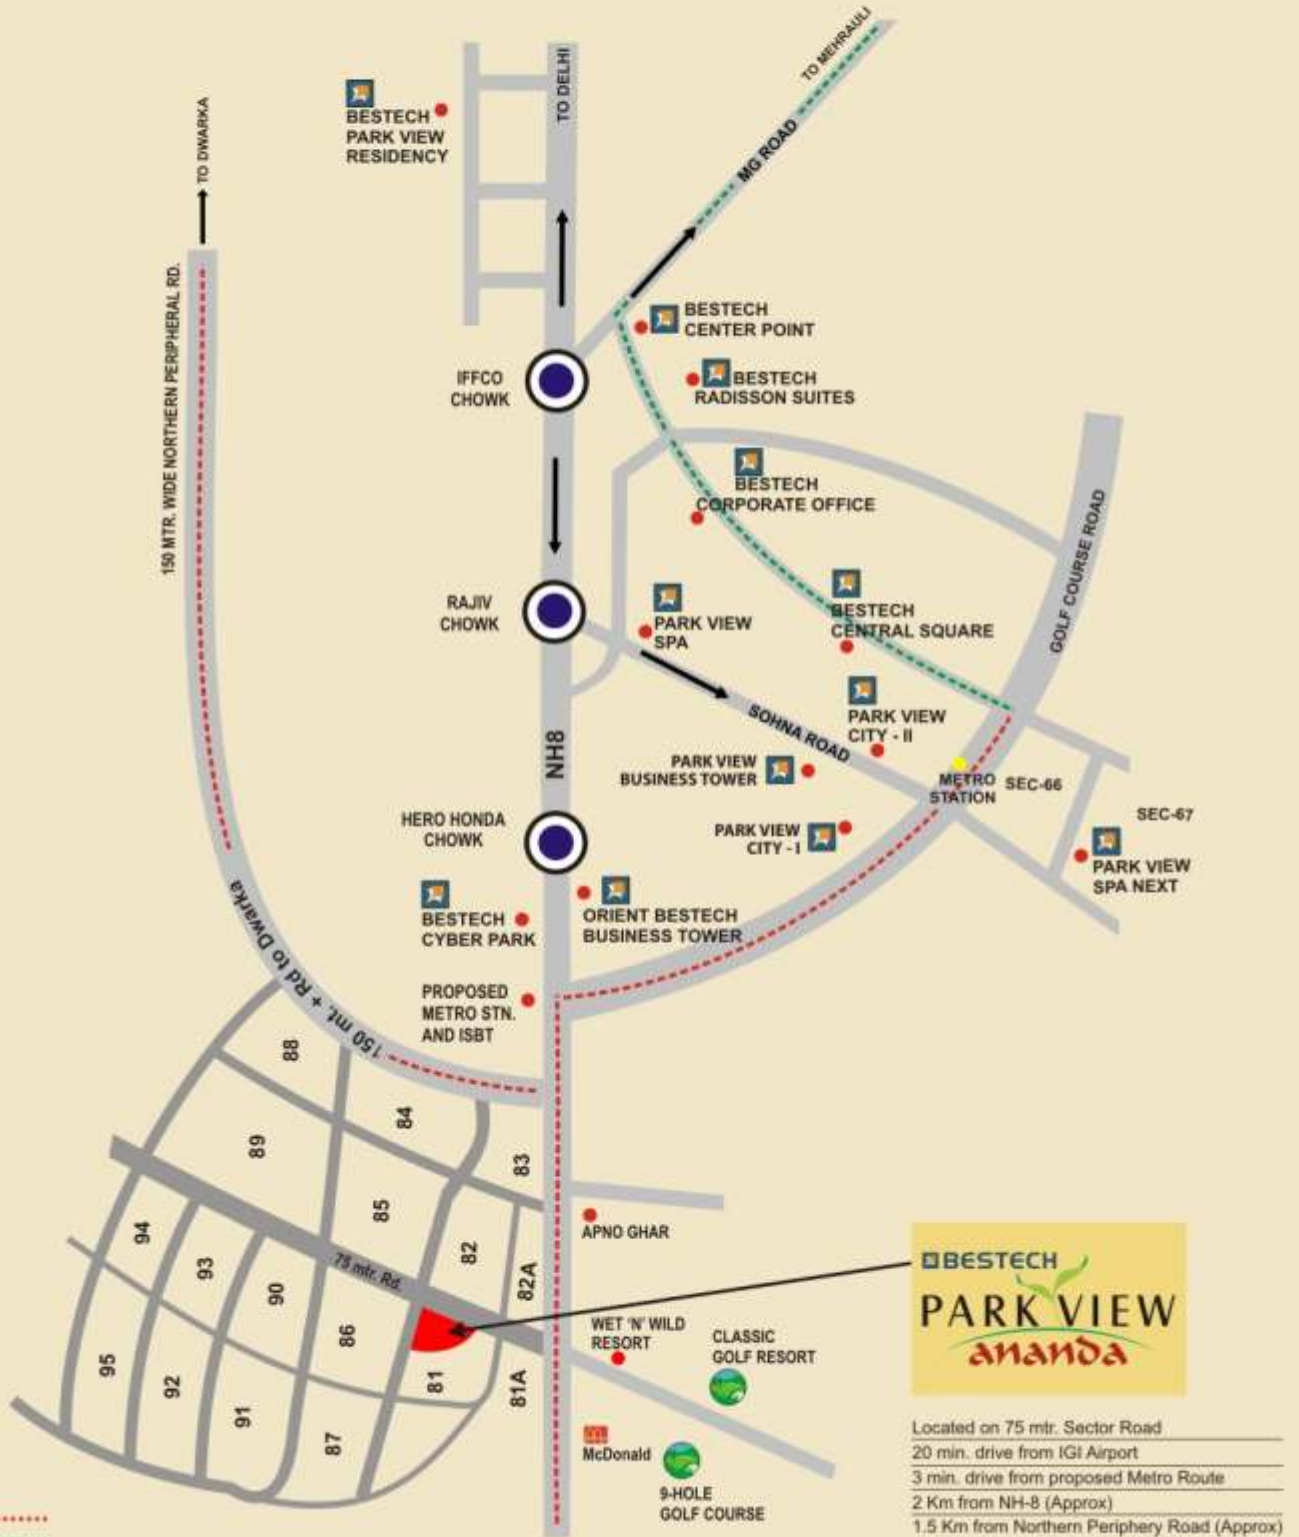 TO MEHRAULI
TO DELHI
TO DWARKA
BESTECH
PARK VIEW
RESIDENCY
MG ROAD
150 MTR. WIDE NORTHERN PERIPHERAL RD.
BESTECH
CENTER POINT
IFFCO
CHOWK
BESTECH
RADISSON SUITES
BESTECH
CORPORATE OFFICE
GOLF COURSE ROAD
RAJIV
CHOWK
PARK VIEW
SPA
BESTECH
CENTRAL SQUARE
PARK VIEW
CITY - II
SOHNA ROAD
NH8
PARK VIEW
BUSINESS TOWER
METRO
STATION
SEC-66
SEC-67
HERO HONDA
CHOWK
PARK VIEW
CITY - I
PARK VIEW
SPA NEXT
BESTECH
CYBER PARK
ORIENT BESTECH
BUSINESS TOWER
150 mt. + Rd to Dwarka
PROPOSED
METRO STN.
AND ISBT
88
84
89
83
85
94
82
APNO GHAR
93
75 mtr. Rd.
90
82A
86
95
92
81
81A
91
87
WET 'N' WILD
RESORT
CLASSIC
GOLF RESORT
McDonald
9-HOLE
GOLF COURSE
BESTECH
PARK VIEW
ananda
Located on 75 mtr. Sector Road
20 min. drive from IGI Airport
3 min. drive from proposed Metro Route
2 Km from NH-8 (Approx)
1.5 Km from Northern Periphery Road (Approx)